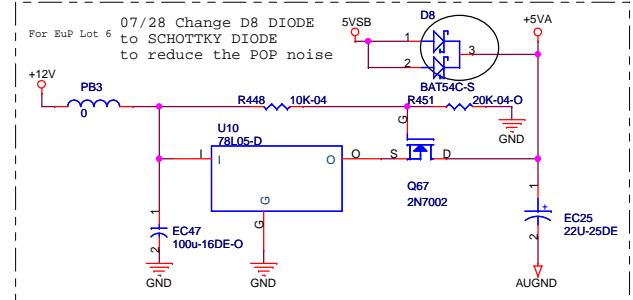 For EuP Lot 6
07/28 Change D8 DIODE
to SCHOTTKY DIODE
to reduce the POP noise
5VSB
D8
+5VA
1
2
3
BAT54C-S
+12V
PB3
0
R448
10K-04
R451
20K-04-O
GND
U10
78L05-D
I
I
O
O
G
G
G
S
D
Q67
2N7002
1
2
EC47
100u-16DE-O
1
+
2
EC25
22U-25DE
GND
GND
AUGND